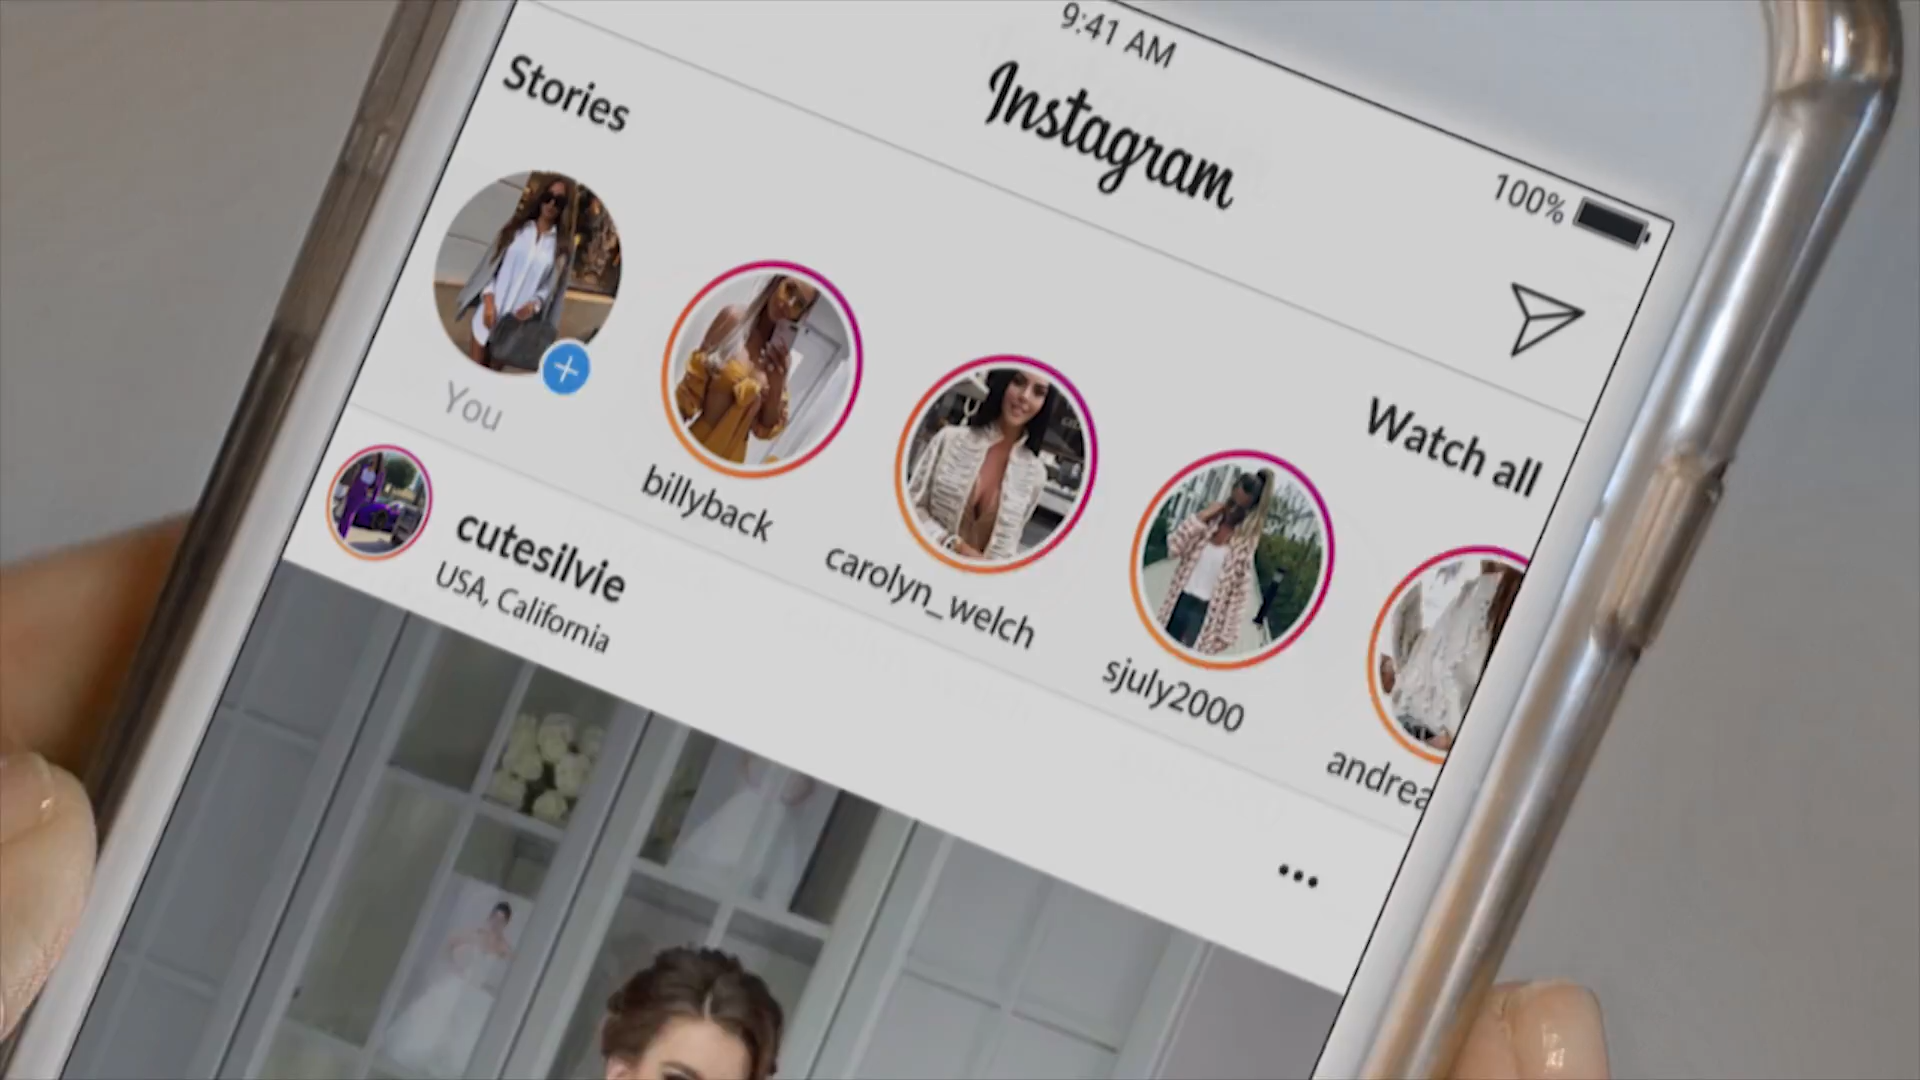 9:41 AM
100%
Instagram
Stories
Watch all
You
billyback
carolyn_welch
sjuly2000
andrea
cutesilvie
USA, California